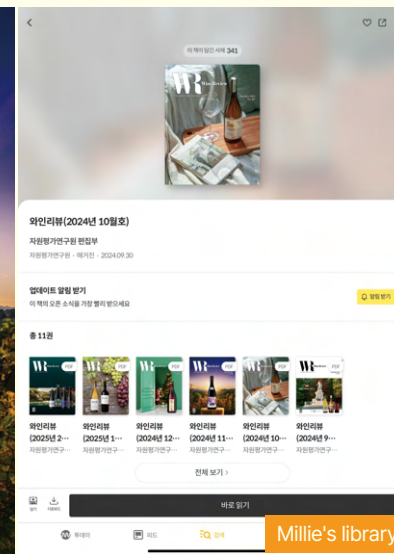 이 책이 담긴 서재 341
WR Wine Review
와인리뷰(2024년 10월호)
자원평가연구원 편집부
자원평가연구원 · 매거진 · 2024.09.30
업데이트 알림 받기
이 책의 오픈 소식을 가장 빨리 받으세요
알림 받기
총 11권
PDF PDF PDF PDF PDF PDF
와인리뷰 와인리뷰 와인리뷰 와인리뷰 와인리뷰 와인리뷰
(2025년 2··· (2025년 1··· (2024년 12··· (2024년 11··· (2024년 10··· (2024년 9···
자원평가연구··· 자원평가연구··· 자원평가연구··· 자원평가연구··· 자원평가연구··· 자원평가연구···
전체 보기 >
바로 읽기
투데이 피드 검색
Millie's library